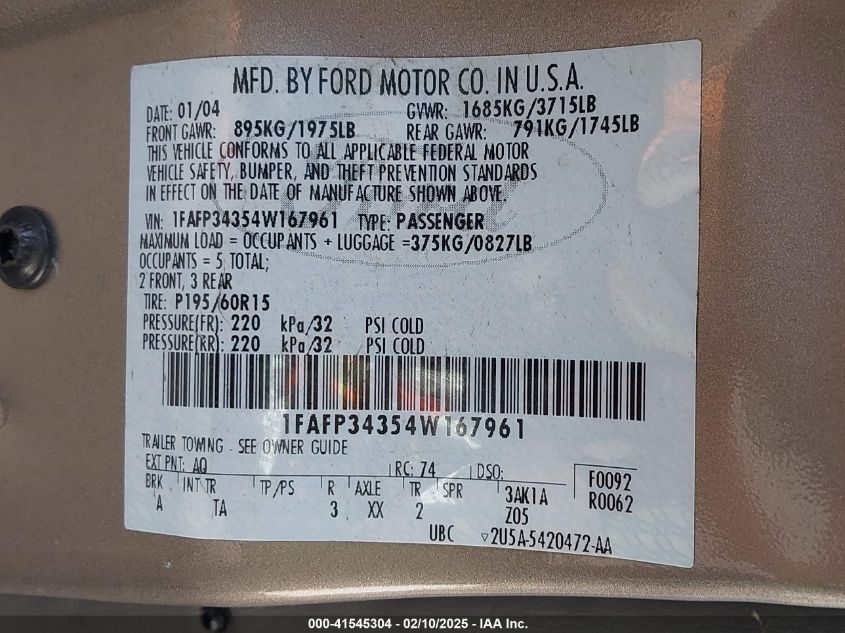 MFD. BY FORD MOTOR CO. IN U.S.A.
DATE: 01/04 GVWR: 1685KG/3715LB
FRONT GAWR: 895KG/1975LB REAR GAWR: 791KG/1745LB
THIS VEHICLE CONFORMS TO ALL APPLICABLE FEDERAL MOTOR
VEHICLE SAFETY, BUMPER, AND THEFT PREVENTION STANDARDS
IN EFFECT ON THE DATE OF MANUFACTURE SHOWN ABOVE.
VIN: 1FAFP34354W167961 TYPE: PASSENGER
MAXIMUM LOAD = OCCUPANTS + LUGGAGE =375KG/0827LB
OCCUPANTS = 5 TOTAL;
2 FRONT, 3 REAR
TIRE: P195/60R15
PRESSURE(FR): 220 kPa/32 PSI COLD
PRESSURE(RR): 220 kPa/32 PSI COLD
1FAFP34354W167961
TRAILER TOWING - SEE OWNER GUIDE
EXT PNT: AQ RC: 74 DSO: F0092
BRK INT TR TP/PS R AXLE TR SPR 3AK1A R0062
A TA 3 XX 2 Z05
UBC ▽2U5A-5420472-AA
000-41545304 - 02/10/2025 - IAA Inc.